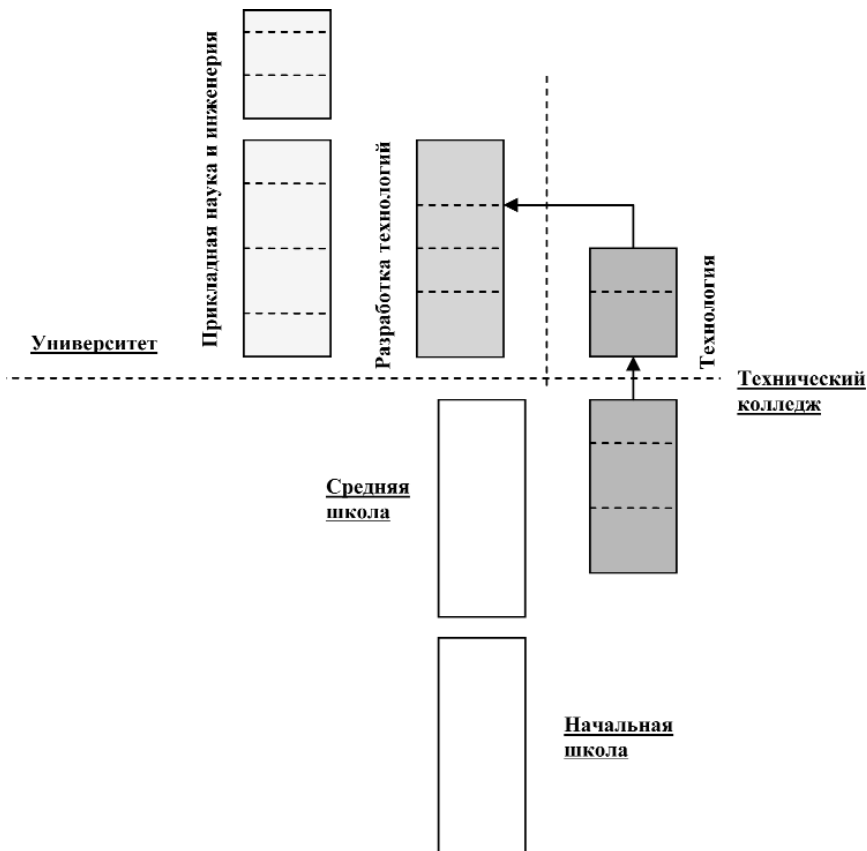 Прикладная наука и инженерия
Разработка технологий
Технология
Университет
Технический
колледж
Средняя
школа
Начальная
школа